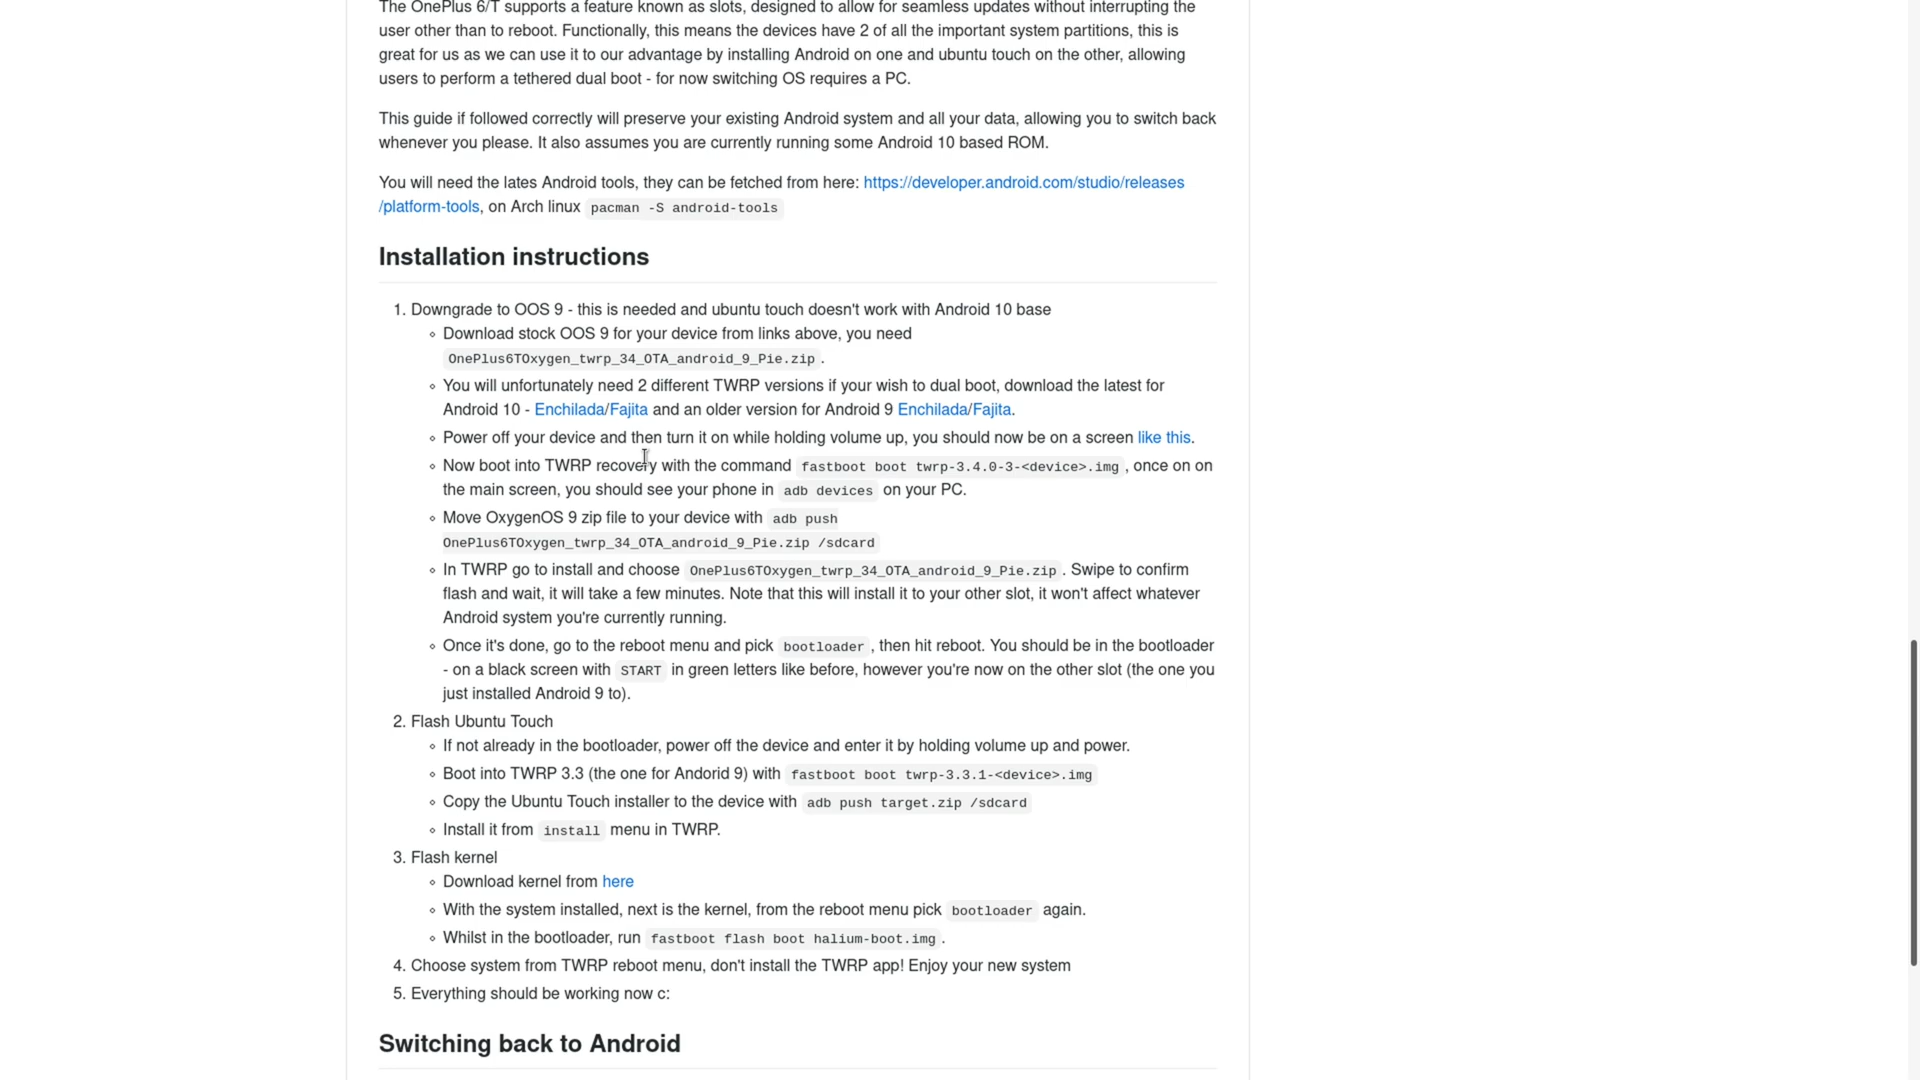 The OnePlus 6/T supports a feature known as slots, designed to allow for seamless updates without interrupting the
user other than to reboot. Functionally, this means the devices have 2 of all the important system partitions, this is
great for us as we can use it to our advantage by installing Android on one and ubuntu touch on the other, allowing
users to perform a tethered dual boot - for now switching OS requires a PC.
This guide if followed correctly will preserve your existing Android system and all your data, allowing you to switch back
whenever you please. It also assumes you are currently running some Android 10 based ROM.
You will need the lates Android tools, they can be fetched from here: https://developer.android.com/studio/releases
/platform-tools, on Arch linux pacman -S android-tools
Installation instructions
1. Downgrade to OOS 9 - this is needed and ubuntu touch doesn't work with Android 10 base
◦ Download stock OOS 9 for your device from links above, you need
OnePlus6TOxygen_twrp_34_OTA_android_9_Pie.zip .
◦ You will unfortunately need 2 different TWRP versions if your wish to dual boot, download the latest for
Android 10 - Enchilada/Fajita and an older version for Android 9 Enchilada/Fajita.
◦ Power off your device and then turn it on while holding volume up, you should now be on a screen like this.
◦ Now boot into TWRP recovery with the command fastboot boot twrp-3.4.0-3-<device>.img , once on on
the main screen, you should see your phone in adb devices on your PC.
◦ Move OxygenOS 9 zip file to your device with adb push
OnePlus6TOxygen_twrp_34_OTA_android_9_Pie.zip /sdcard
◦ In TWRP go to install and choose OnePlus6TOxygen_twrp_34_OTA_android_9_Pie.zip . Swipe to confirm
flash and wait, it will take a few minutes. Note that this will install it to your other slot, it won't affect whatever
Android system you're currently running.
◦ Once it's done, go to the reboot menu and pick bootloader , then hit reboot. You should be in the bootloader
- on a black screen with START in green letters like before, however you're now on the other slot (the one you
just installed Android 9 to).
2. Flash Ubuntu Touch
◦ If not already in the bootloader, power off the device and enter it by holding volume up and power.
◦ Boot into TWRP 3.3 (the one for Andorid 9) with fastboot boot twrp-3.3.1-<device>.img
◦ Copy the Ubuntu Touch installer to the device with adb push target.zip /sdcard
◦ Install it from install menu in TWRP.
3. Flash kernel
◦ Download kernel from here
◦ With the system installed, next is the kernel, from the reboot menu pick bootloader again.
◦ Whilst in the bootloader, run fastboot flash boot halium-boot.img .
4. Choose system from TWRP reboot menu, don't install the TWRP app! Enjoy your new system
5. Everything should be working now c:
Switching back to Android